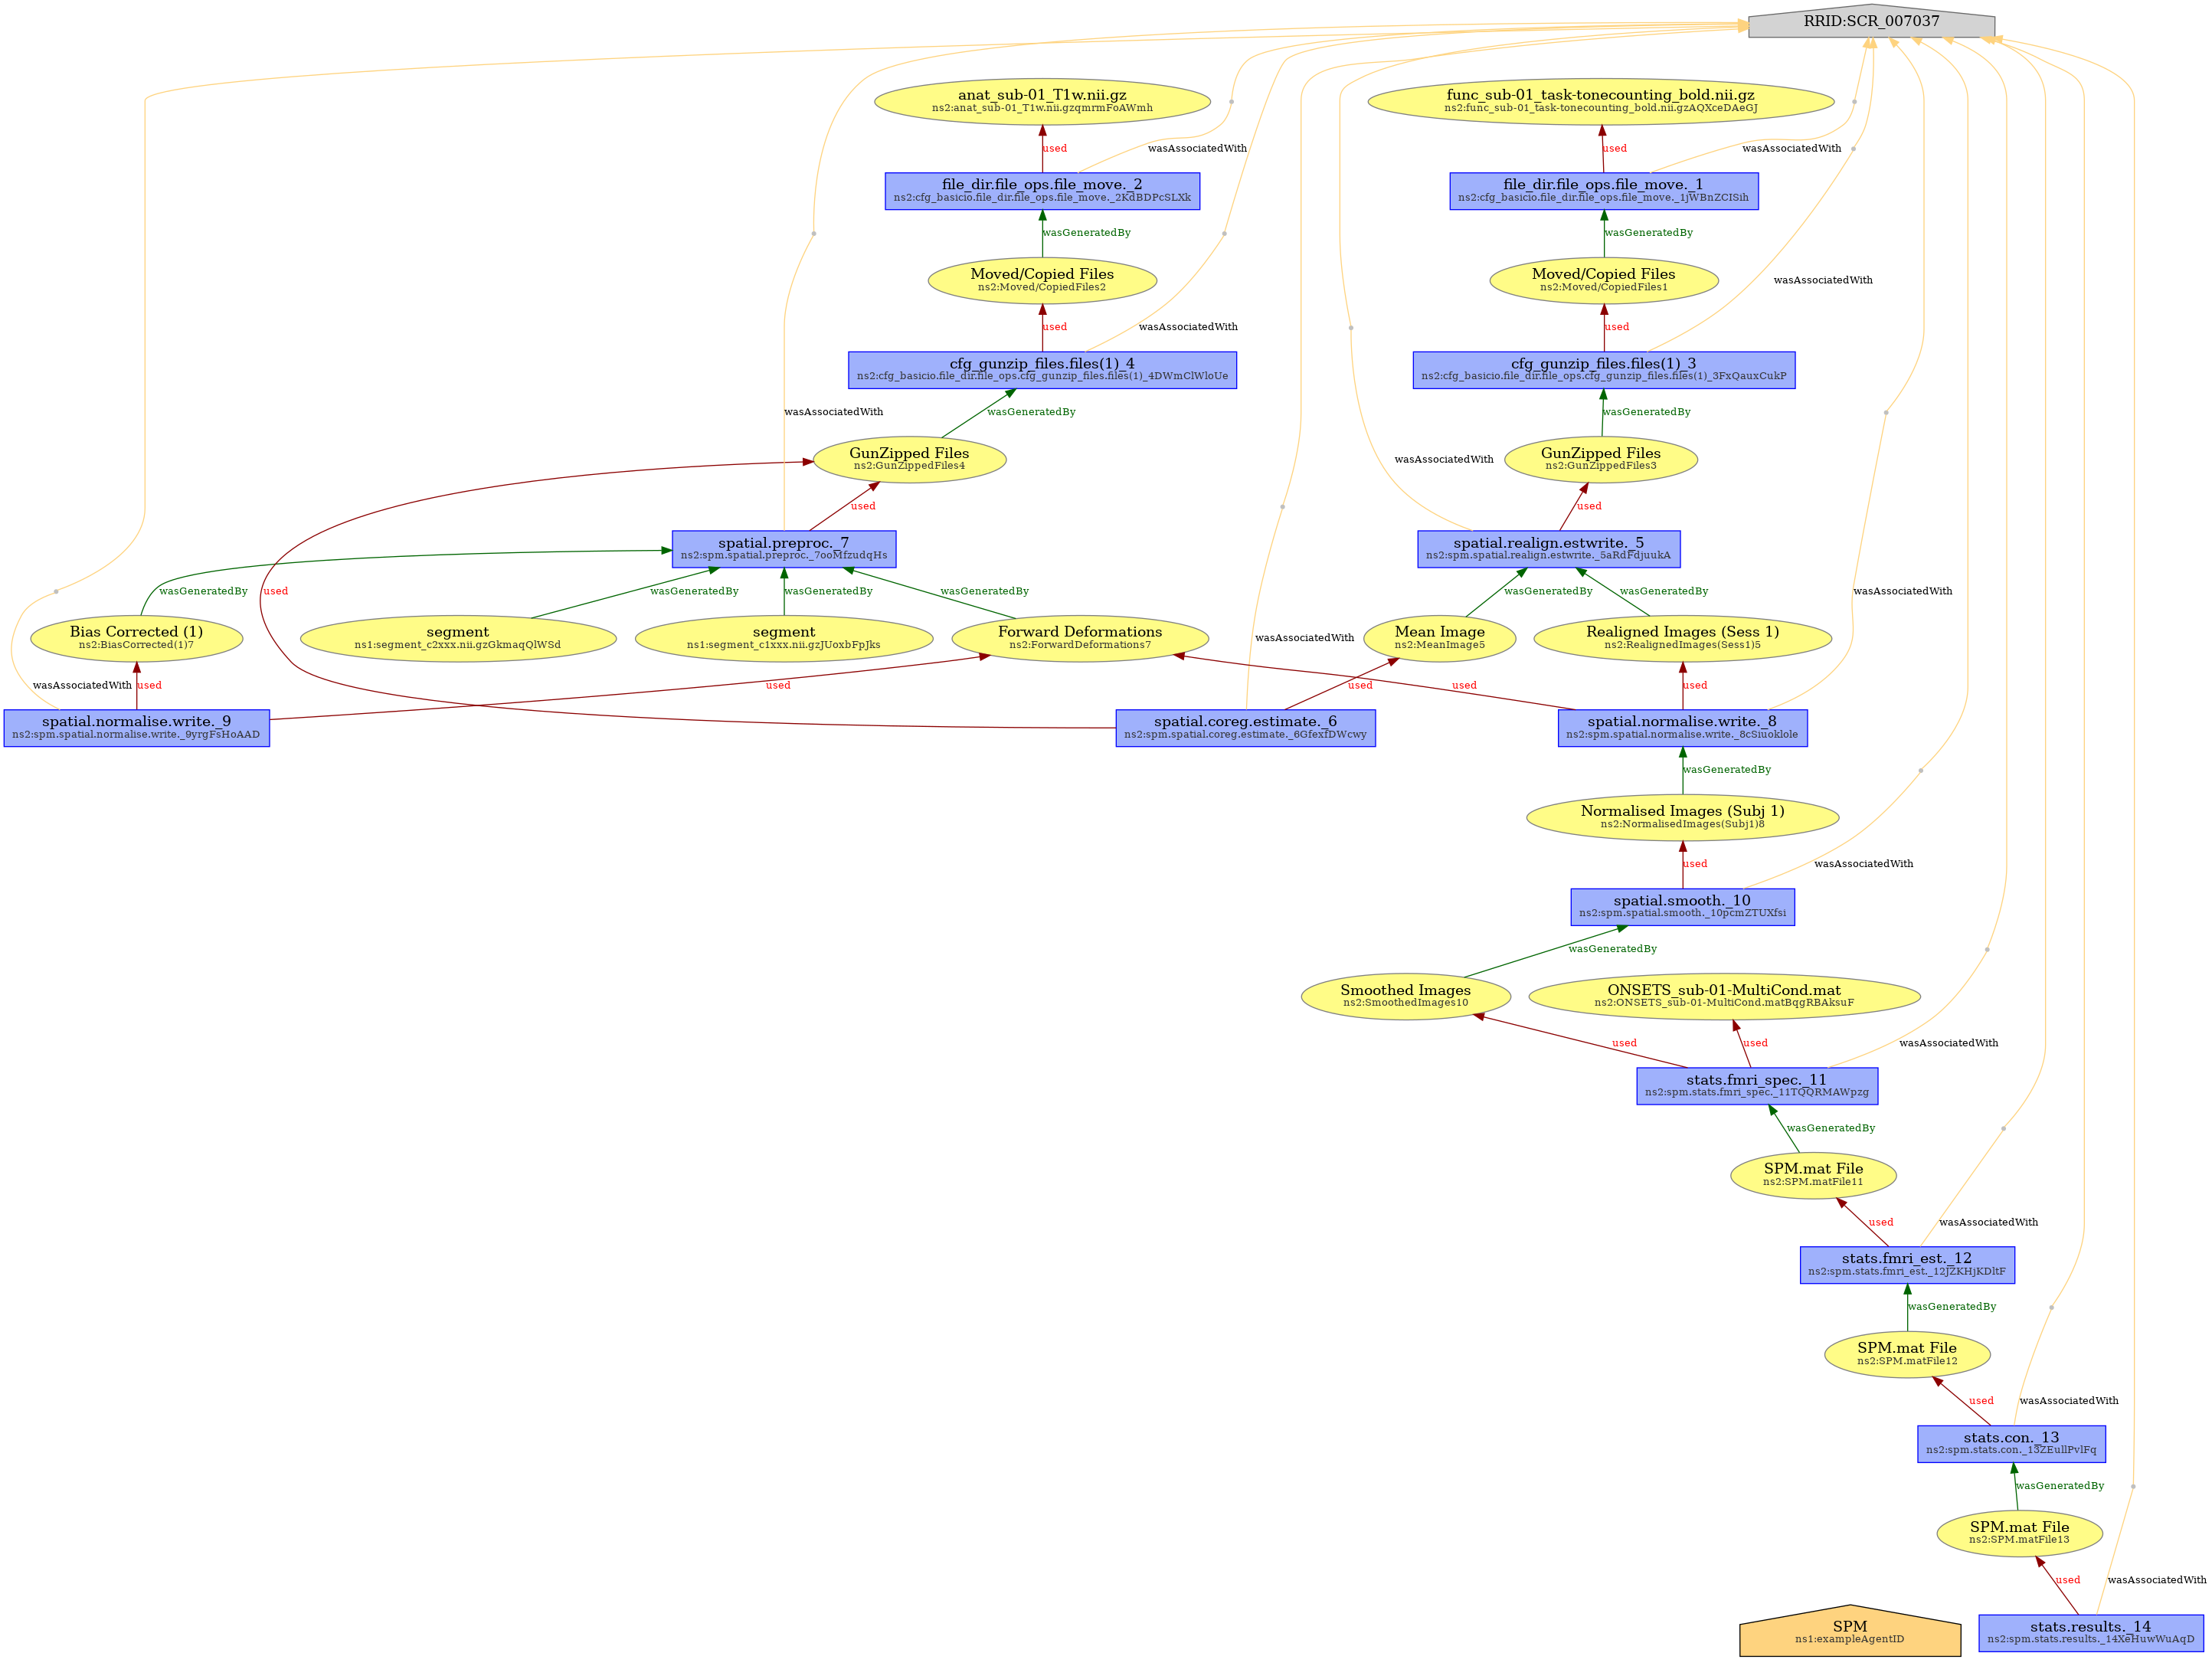 RRID:SCR_007037
anat_sub-01_T1w.nii.gz
ns2:anat_sub-01_T1w.nii.gzqmrmFoAWmh
func_sub-01_task-tonecounting_bold.nii.gz
ns2:func_sub-01_task-tonecounting_bold.nii.gzAQXceDAeGJ
used
wasAssociatedWith
used
wasAssociatedWith
file_dir.file_ops.file_move._2
ns2:cfg_basicio.file_dir.file_ops.file_move._2KdBDPcSLXk
file_dir.file_ops.file_move._1
ns2:cfg_basicio.file_dir.file_ops.file_move._1jWBnZCISih
wasGeneratedBy
wasGeneratedBy
Moved/Copied Files
ns2:Moved/CopiedFiles2
Moved/Copied Files
ns2:Moved/CopiedFiles1
wasAssociatedWith
used
wasAssociatedWith
used
cfg_gunzip_files.files(1)_4
ns2:cfg_basicio.file_dir.file_ops.cfg_gunzip_files.files(1)_4DWmClWloUe
cfg_gunzip_files.files(1)_3
ns2:cfg_basicio.file_dir.file_ops.cfg_gunzip_files.files(1)_3FxQauxCukP
wasAssociatedWith
wasGeneratedBy
wasGeneratedBy
GunZipped Files
ns2:GunZippedFiles4
wasAssociatedWith
GunZipped Files
ns2:GunZippedFiles3
used
used
spatial.preproc._7
ns2:spm.spatial.preproc._7ooMfzudqHs
spatial.realign.estwrite._5
ns2:spm.spatial.realign.estwrite._5aRdFdjuukA
wasGeneratedBy
used
wasGeneratedBy
wasGeneratedBy
wasGeneratedBy
wasGeneratedBy
wasGeneratedBy
wasAssociatedWith
Bias Corrected (1)
ns2:BiasCorrected(1)7
segment
ns1:segment_c2xxx.nii.gzGkmaqQlWSd
segment
ns1:segment_c1xxx.nii.gzJUoxbFpJks
Forward Deformations
ns2:ForwardDeformations7
wasAssociatedWith
Mean Image
ns2:MeanImage5
Realigned Images (Sess 1)
ns2:RealignedImages(Sess1)5
wasAssociatedWith
used
used
used
used
used
spatial.normalise.write._9
ns2:spm.spatial.normalise.write._9yrgFsHoAAD
spatial.coreg.estimate._6
ns2:spm.spatial.coreg.estimate._6GfexfDWcwy
spatial.normalise.write._8
ns2:spm.spatial.normalise.write._8cSiuoklole
wasGeneratedBy
Normalised Images (Subj 1)
ns2:NormalisedImages(Subj1)8
used
wasAssociatedWith
spatial.smooth._10
ns2:spm.spatial.smooth._10pcmZTUXfsi
wasGeneratedBy
Smoothed Images
ns2:SmoothedImages10
ONSETS_sub-01-MultiCond.mat
ns2:ONSETS_sub-01-MultiCond.matBqgRBAksuF
used
used
wasAssociatedWith
stats.fmri_spec._11
ns2:spm.stats.fmri_spec._11TQQRMAWpzg
wasGeneratedBy
SPM.mat File
ns2:SPM.matFile11
used
wasAssociatedWith
stats.fmri_est._12
ns2:spm.stats.fmri_est._12JZKHjKDltF
wasGeneratedBy
SPM.mat File
ns2:SPM.matFile12
used
wasAssociatedWith
stats.con._13
ns2:spm.stats.con._13ZEullPvlFq
wasGeneratedBy
SPM.mat File
ns2:SPM.matFile13
used
wasAssociatedWith
SPM
ns1:exampleAgentID
stats.results._14
ns2:spm.stats.results._14XeHuwWuAqD